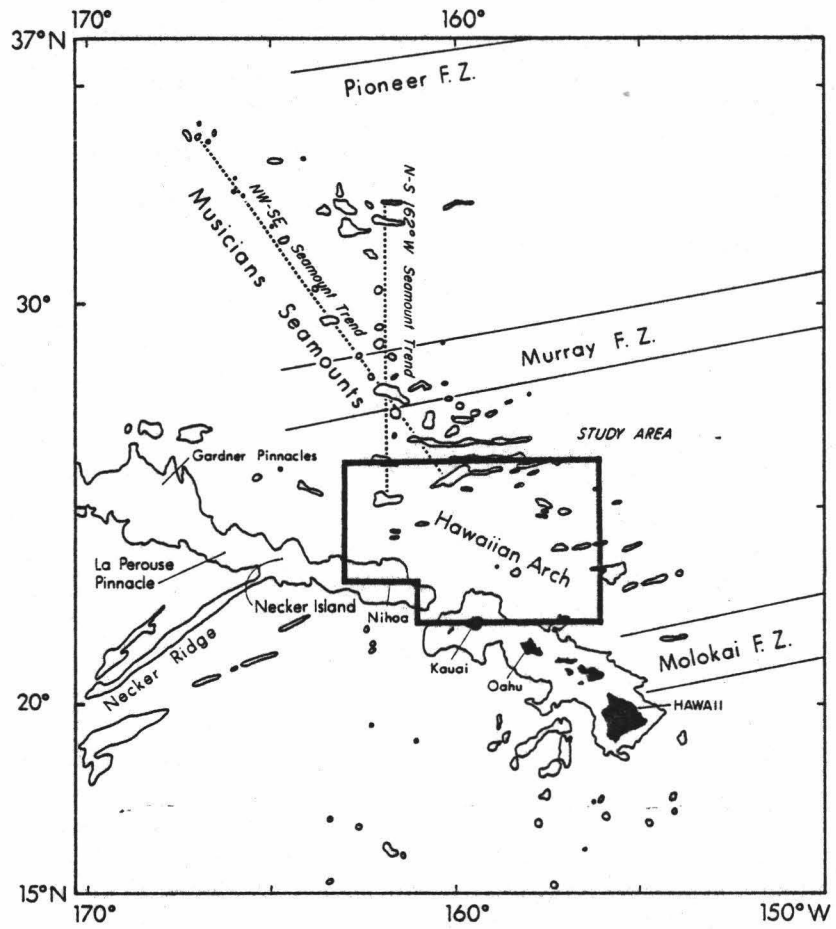 170°
160°
37°N
Pioneer F. Z.
N-S 162° W Seamount Trend
NW-SE Seamount Trend
Musicians Seamounts
30°
Murray F. Z.
STUDY AREA
Gardner Pinnacles
Hawaiian Arch
La Perouse
Pinnacle
Necker Island
Nihoa
Necker Ridge
Kauai
Oahu
Molokai F. Z.
HAWAII
20°
15°N
170°
160°
150°W